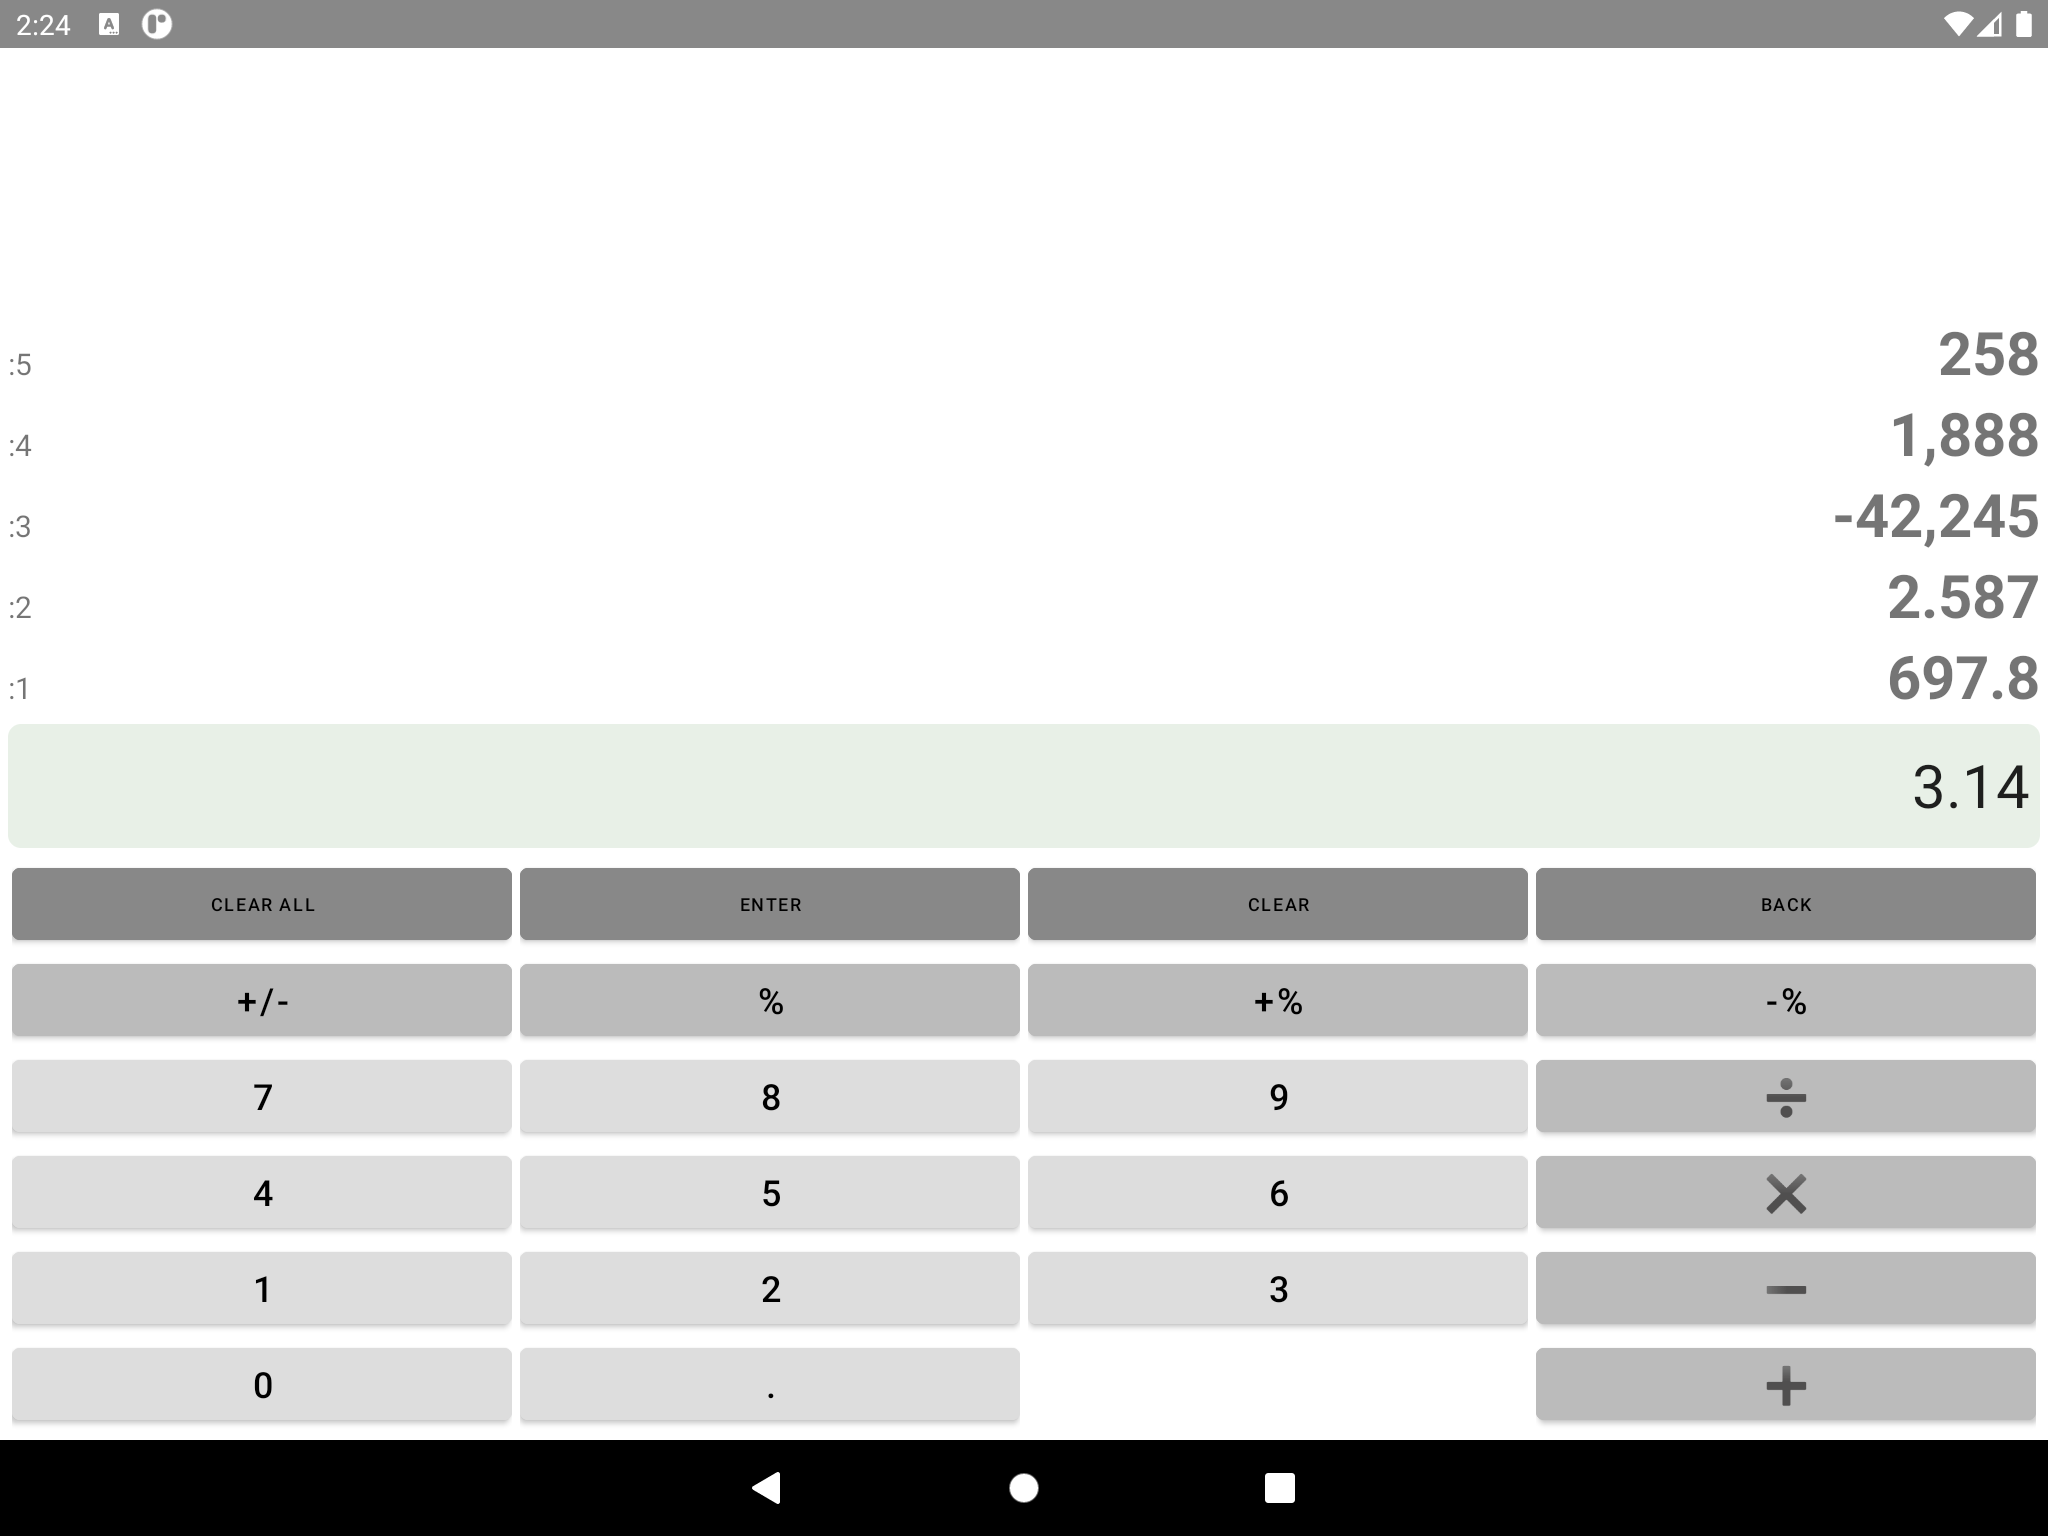 2:24
:5 258
:4 1,888
:3 -42,245
:2 2.587
:1 697.8
3.14
CLEAR ALL ENTER CLEAR BACK
+/- % +% -%
7 8 9 ÷
4 5 6 ×
1 2 3 −
0 . +